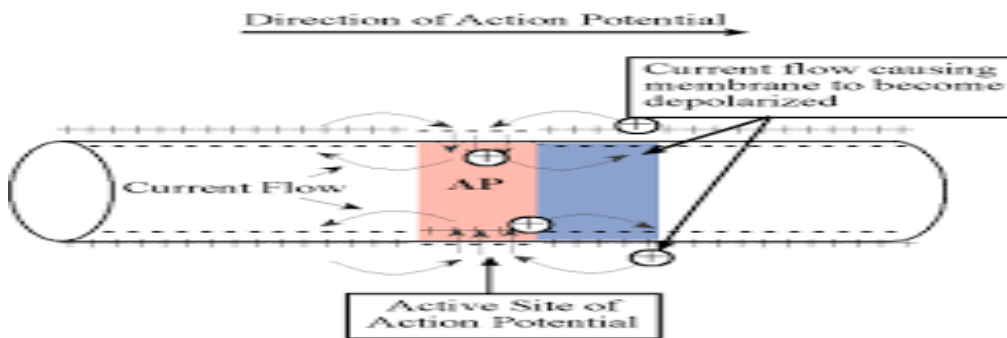 Direction of Action Potential
Current flow causing
membrane to become
depolarized
AP
Current Flow
Active Site of
Action Potential